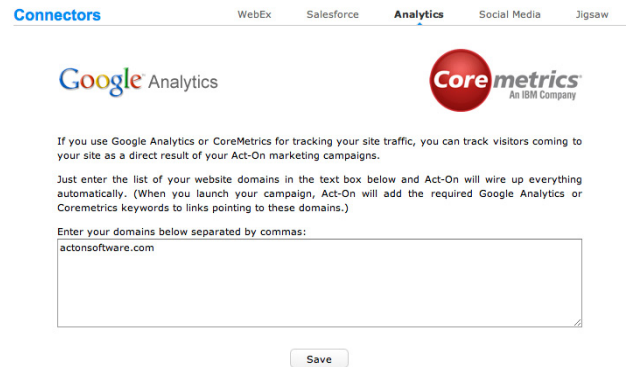 Connectors WebEx Salesforce Analytics Social Media Jigsaw
Google Analytics
Coremetrics
An IBM Company
If you use Google Analytics or CoreMetrics for tracking your site traffic, you can track visitors coming to
your site as a direct result of your Act-On marketing campaigns.
Just enter the list of your website domains in the text box below and Act-On will wire up everything
automatically. (When you launch your campaign, Act-On will add the required Google Analytics or
Coremetrics keywords to links pointing to these domains.)
Enter your domains below separated by commas:
actonsoftware.com
Save